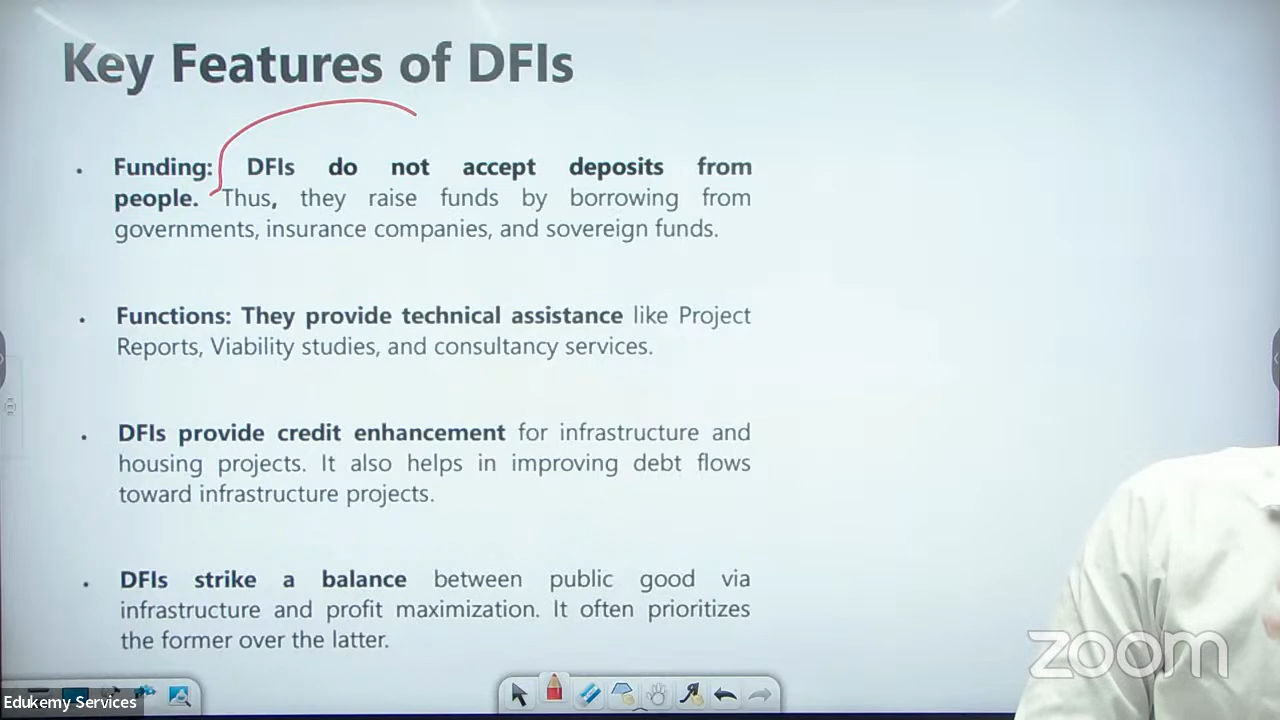 Key Features of DFIs
• Funding: DFIs do not accept deposits from
people. Thus, they raise funds by borrowing from
governments, insurance companies, and sovereign funds.
• Functions: They provide technical assistance like Project
Reports, Viability studies, and consultancy services.
• DFIs provide credit enhancement for infrastructure and
housing projects. It also helps in improving debt flows
toward infrastructure projects.
• DFIs strike a balance between public good via
infrastructure and profit maximization. It often prioritizes
the former over the latter.
zoom
Edukemy Services